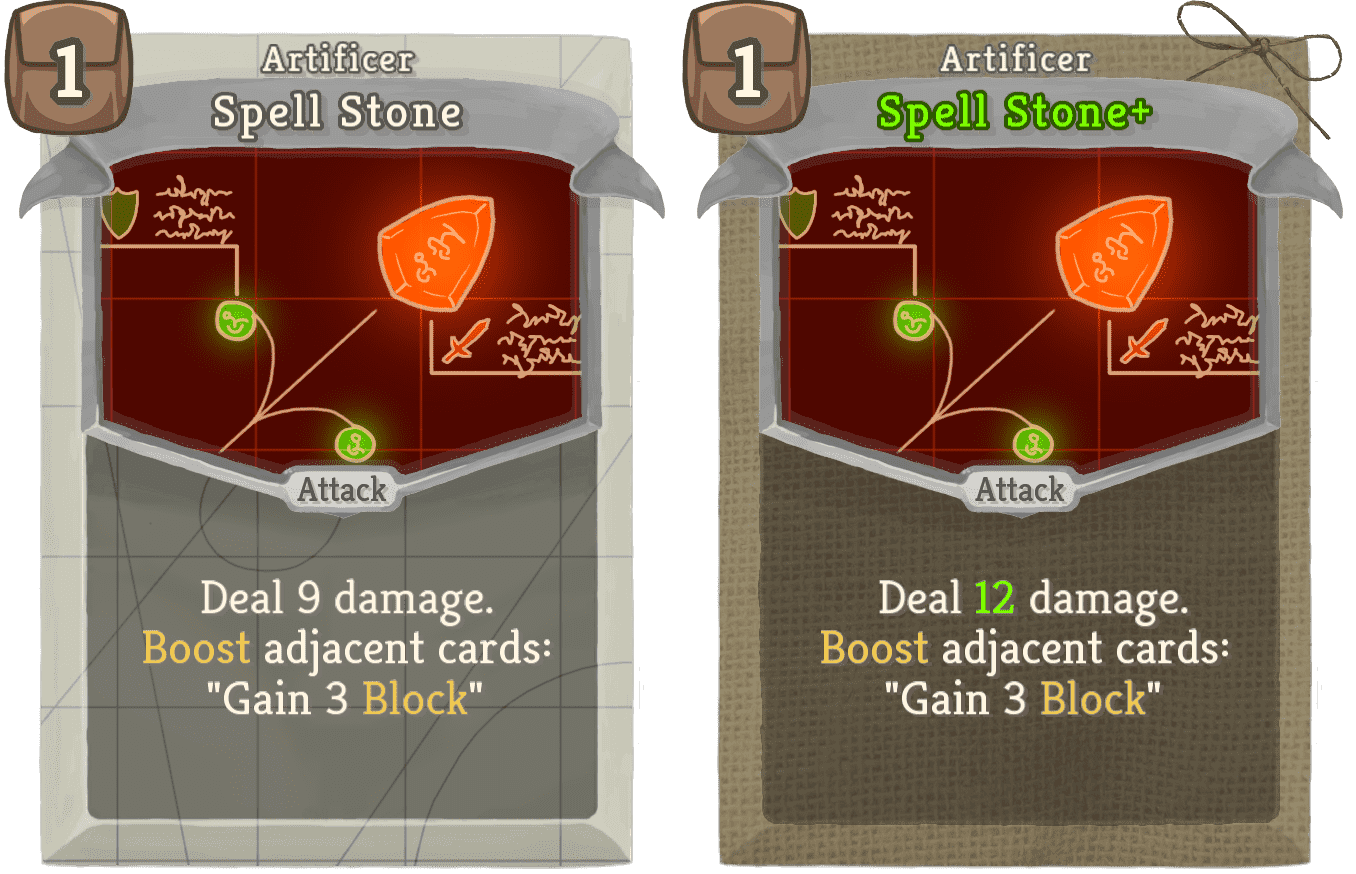 1
Artificer
Spell Stone
Attack
Deal 9 damage.
Boost adjacent cards:
"Gain 3 Block"
1
Artificer
Spell Stone+
Attack
Deal 12 damage.
Boost adjacent cards:
"Gain 3 Block"